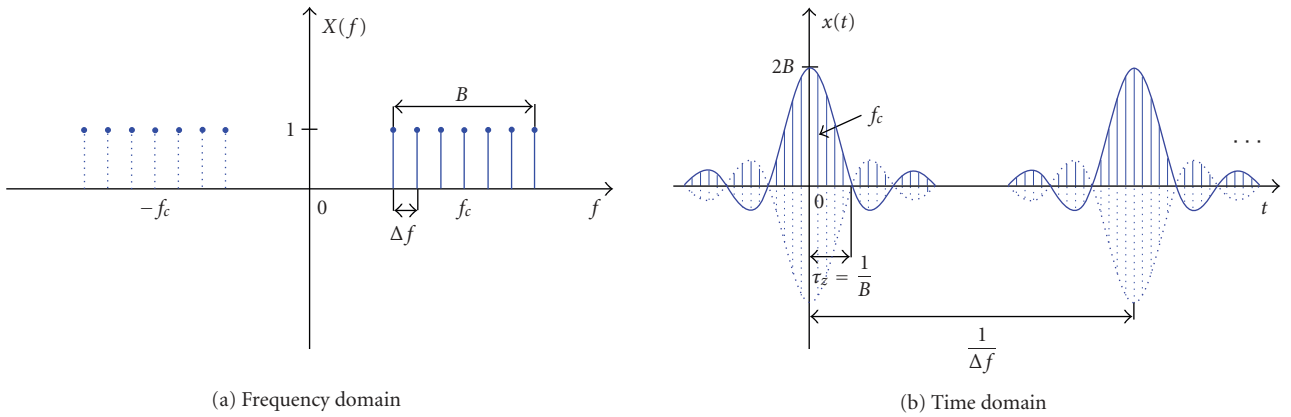 X(f)
B
1
−f_c
0
f_c
f
Δf
(a) Frequency domain
x(t)
2B
f_c
...
0
t
τ_z = 1/B
1/Δf
(b) Time domain